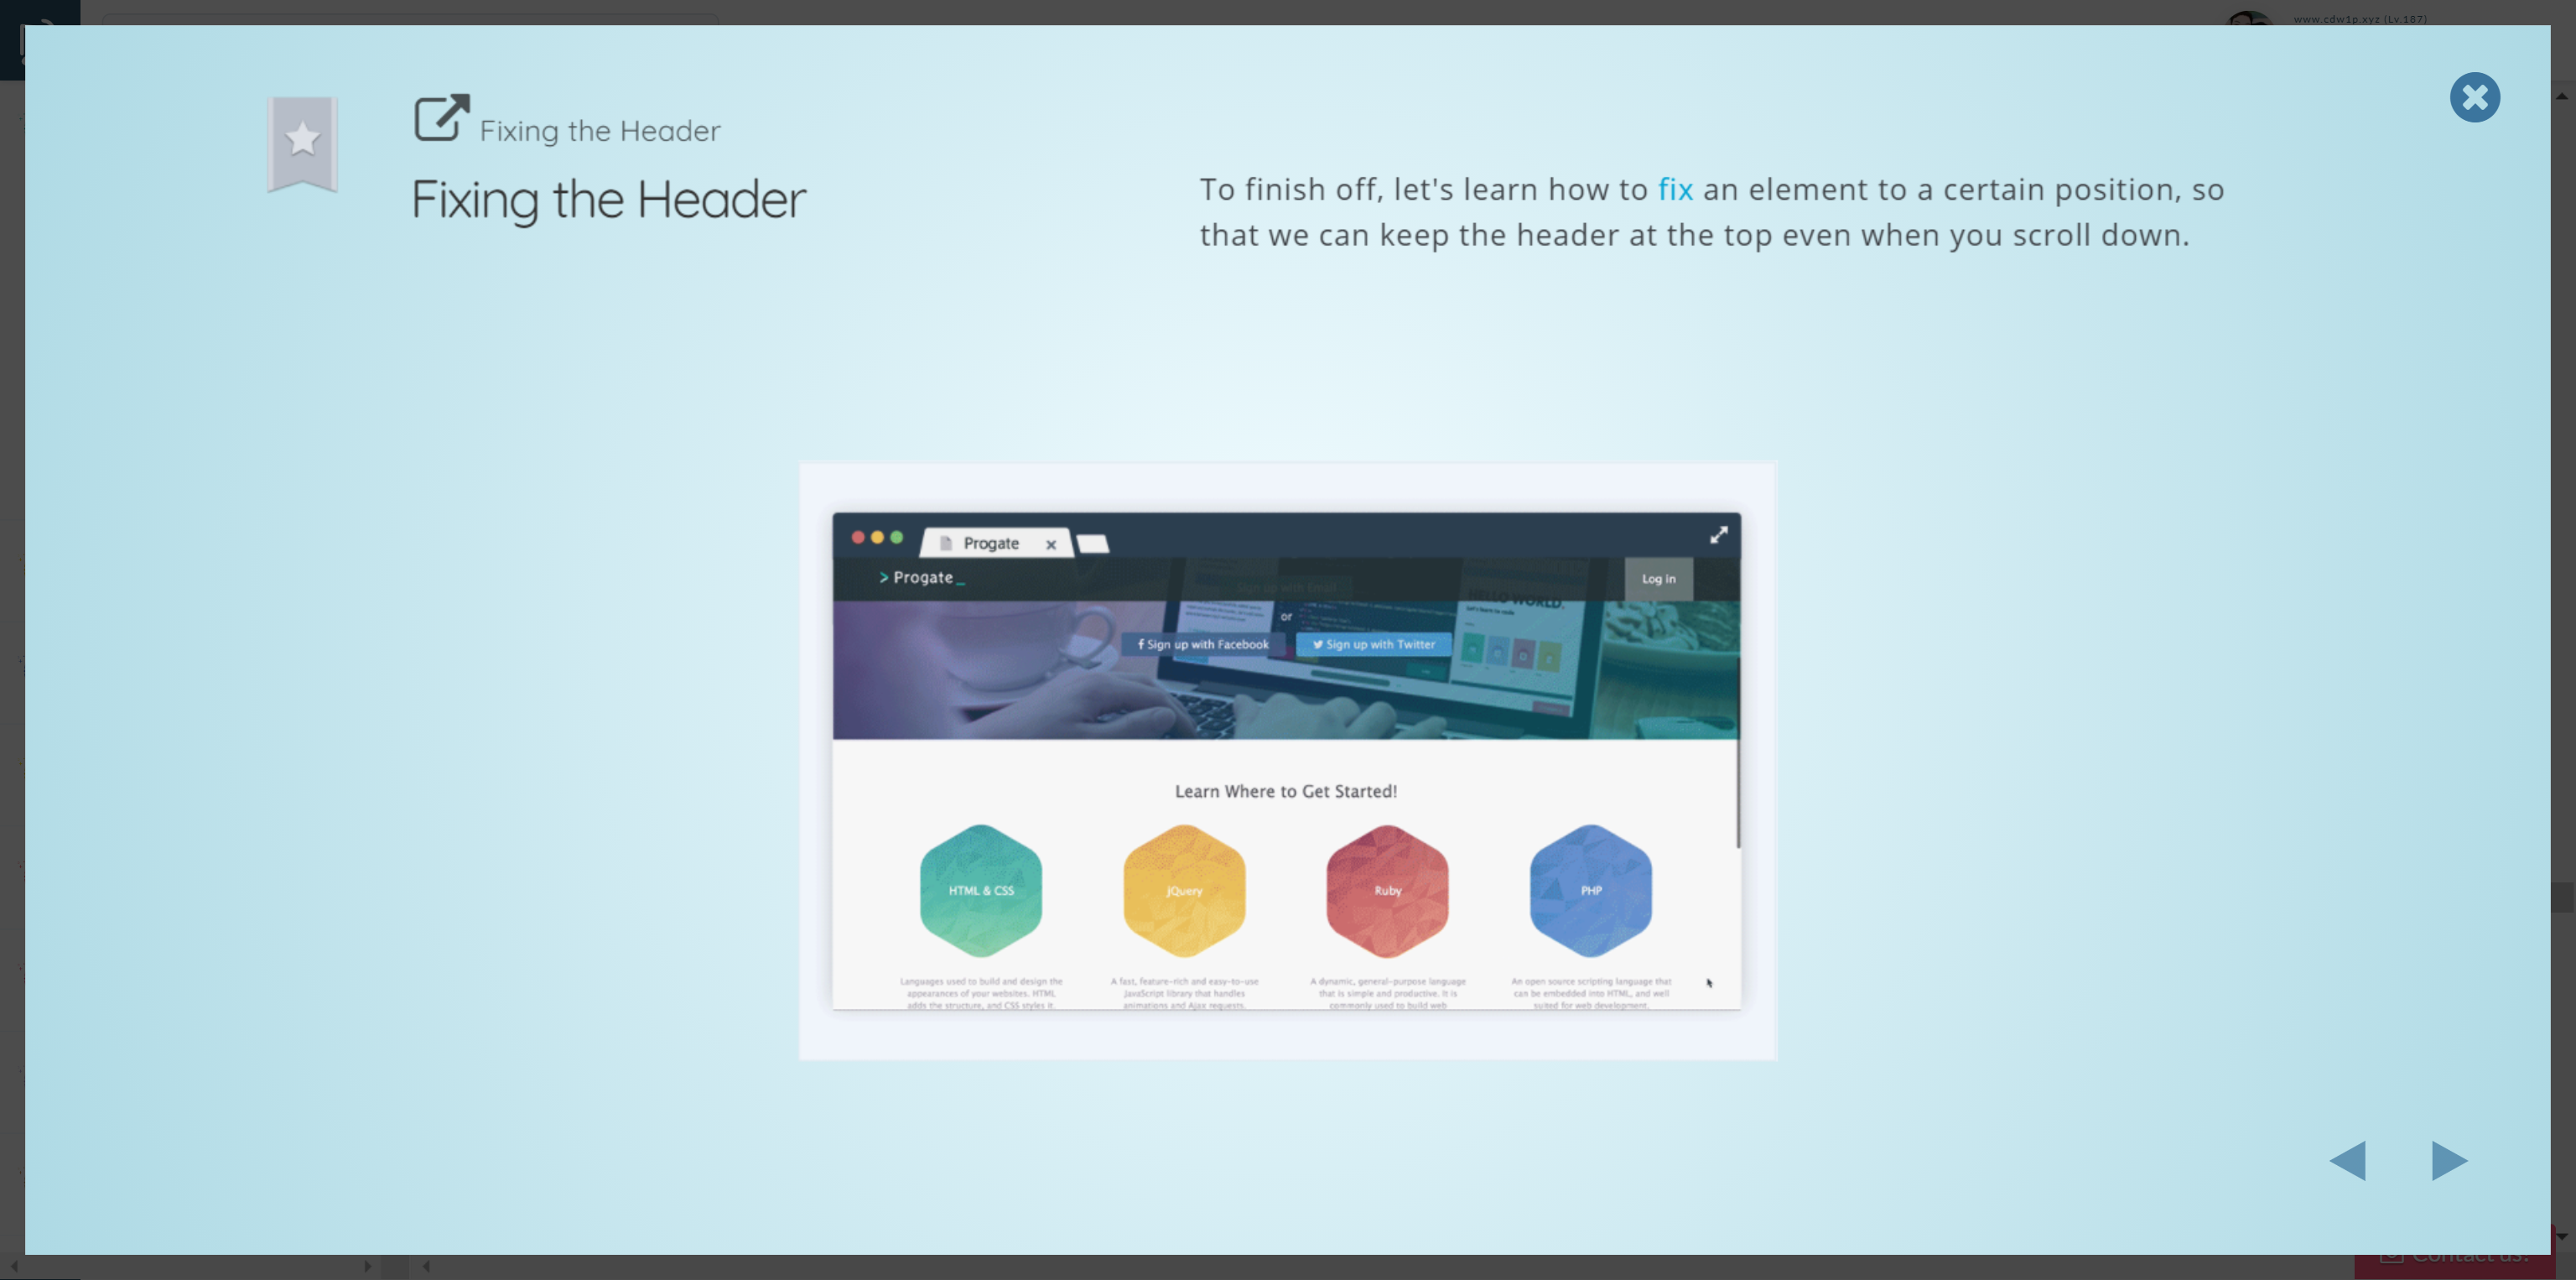 www.cdw1p.xyz (Lv.187)
Fixing the Header
Fixing the Header
To finish off, let's learn how to fix an element to a certain position, so
that we can keep the header at the top even when you scroll down.
Progate
> Progate_
Log in
Sign up with Email
HELLO WORLD.
or
Sign up with Facebook
Sign up with Twitter
Learn Where to Get Started!
HTML & CSS
jQuery
Ruby
PHP
Languages used to build and design the
appearances of your websites. HTML
adds the structure, and CSS styles it.
A fast, feature-rich and easy-to-use
JavaScript library that handles
animations and Ajax requests.
A dynamic, general-purpose language
that is simple and productive. It is
commonly used to build web
An open source scripting language that
can be embedded into HTML, and well
suited for web development.
Contact us!